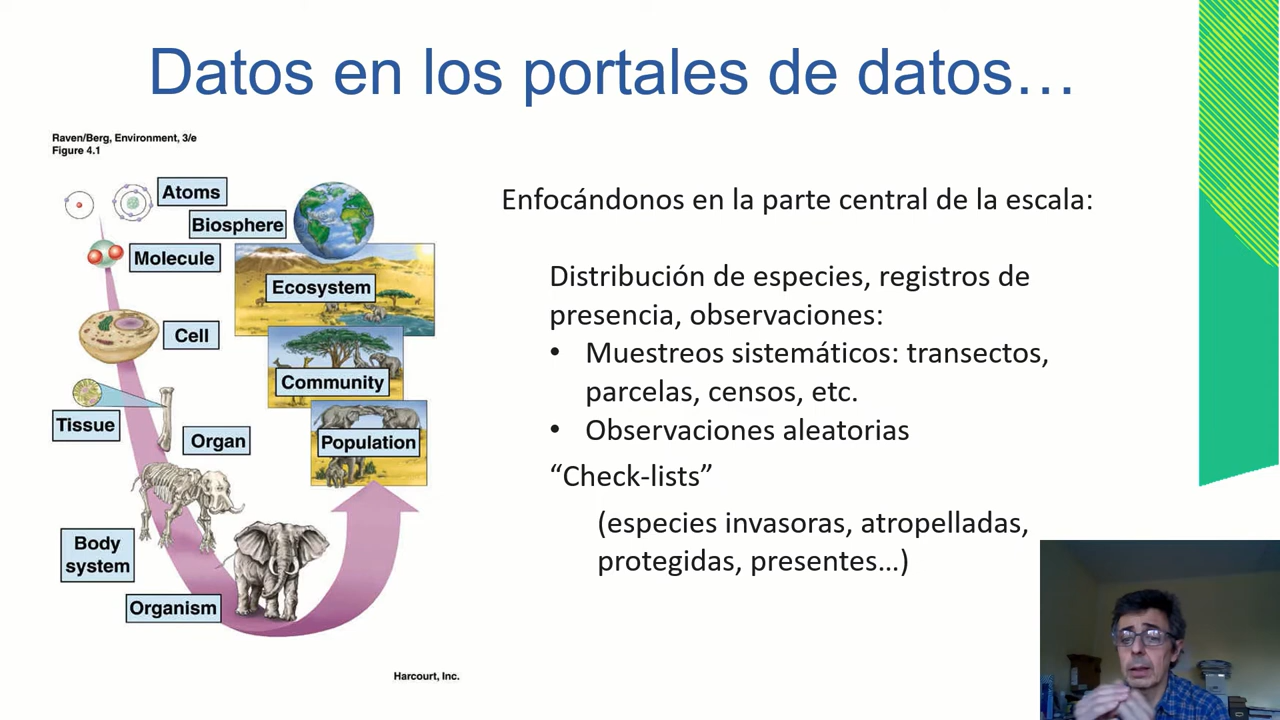 Datos en los portales de datos…
Raven/Berg, Environment, 3/e
Figure 4.1
Atoms
Biosphere
Molecule
Ecosystem
Cell
Community
Tissue
Organ
Population
Body
system
Organism
Harcourt, Inc.
Enfocándonos en la parte central de la escala:
Distribución de especies, registros de
presencia, observaciones:
• Muestreos sistemáticos: transectos,
parcelas, censos, etc.
• Observaciones aleatorias
“Check-lists”
(especies invasoras, atropelladas,
protegidas, presentes…)